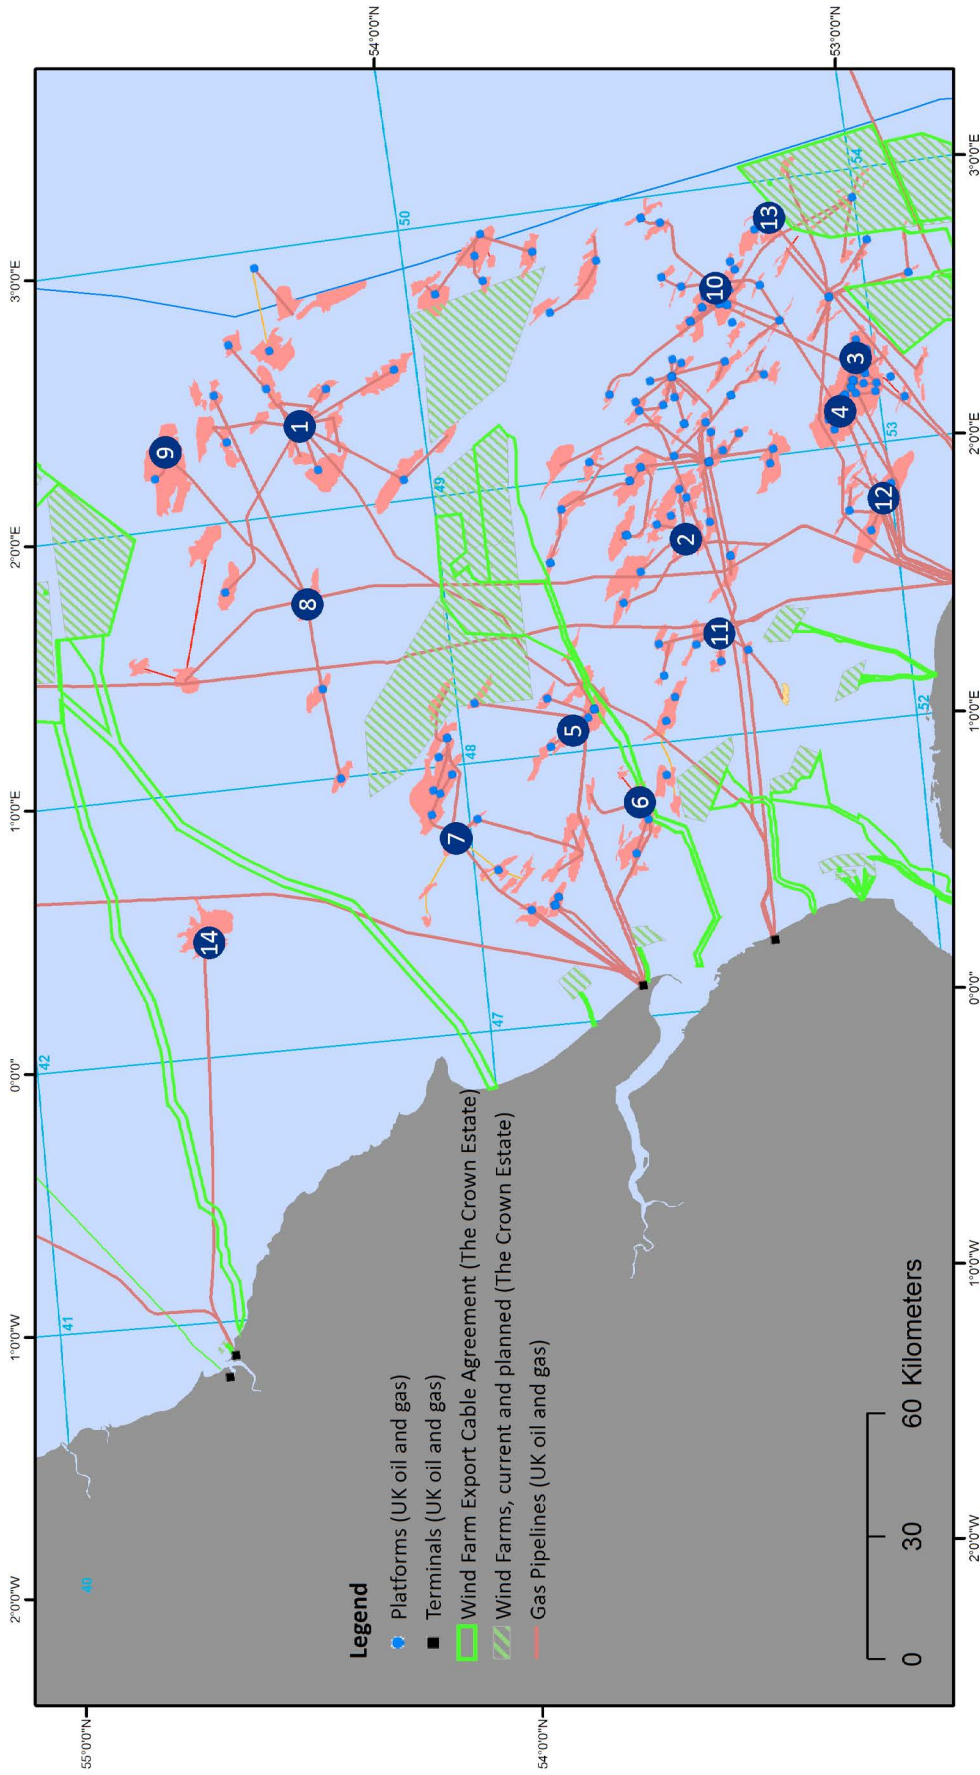 2°0'0"W
1°0'0"W
0°0'0"
1°0'0"E
2°0'0"E
3°0'0"E
55°0'0"N
40
41
42
9
14
1
8
54°0'0"N
50
49
48
7
47
Legend
Platforms (UK oil and gas)
Terminals (UK oil and gas)
Wind Farm Export Cable Agreement (The Crown Estate)
Wind Farms, current and planned (The Crown Estate)
Gas Pipelines (UK oil and gas)
54°0'0"N
5
6
2
11
10
13
53°0'0"N
54
4
3
12
53
52
0
30
60 Kilometers
2°0'0"W
1°0'0"W
0°0'0"
1°0'0"E
2°0'0"E
3°0'0"E